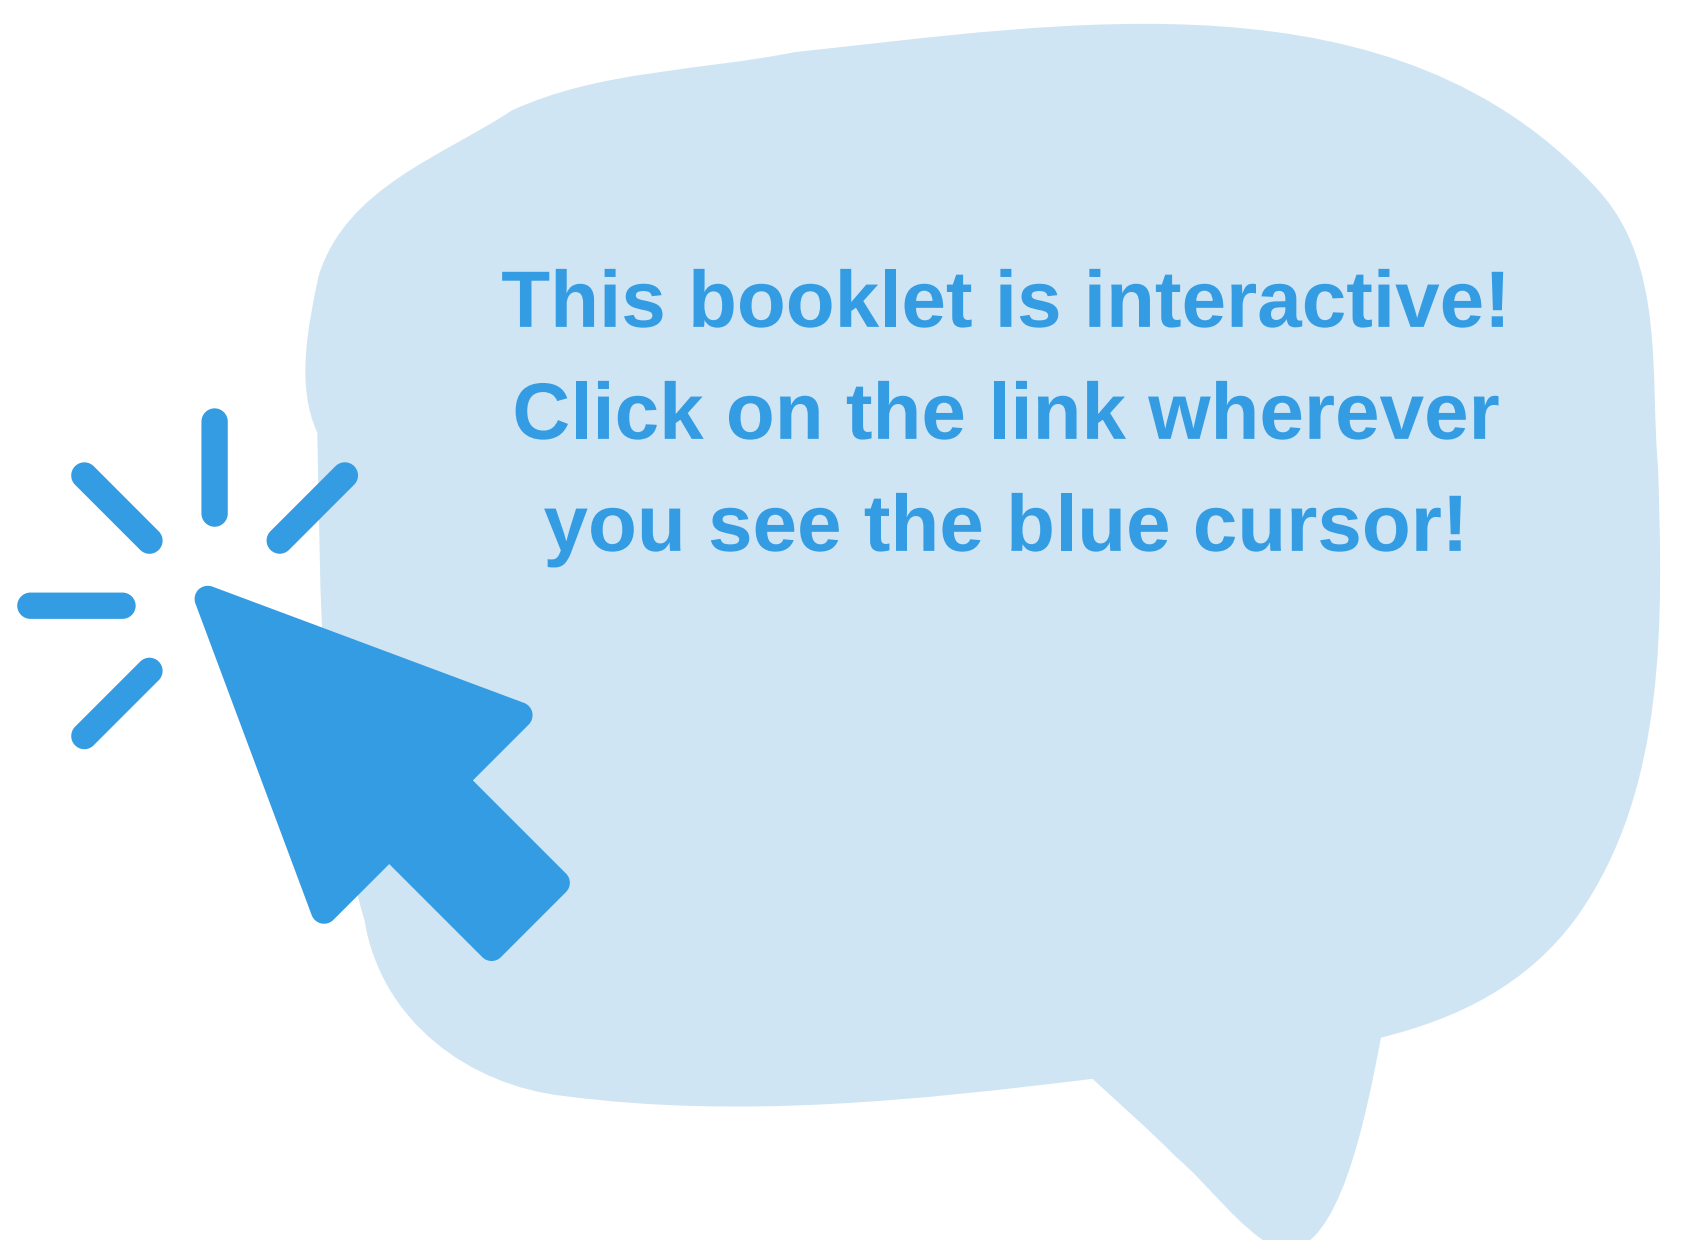 This booklet is interactive!
Click on the link wherever
you see the blue cursor!